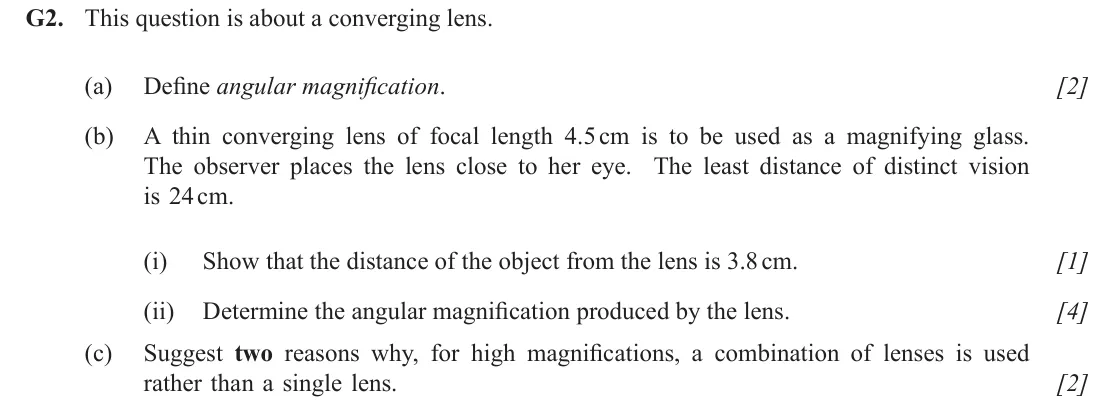 G2. This question is about a converging lens.
(a) Define angular magnification. [2]
(b) A thin converging lens of focal length 4.5 cm is to be used as a magnifying glass.
The observer places the lens close to her eye. The least distance of distinct vision
is 24 cm.
(i) Show that the distance of the object from the lens is 3.8 cm. [1]
(ii) Determine the angular magnification produced by the lens. [4]
(c) Suggest two reasons why, for high magnifications, a combination of lenses is used
rather than a single lens. [2]